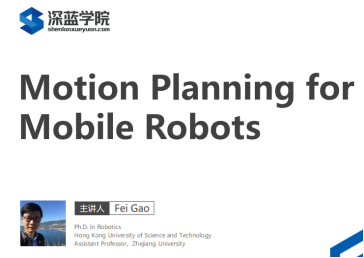 深蓝学院
shenlanxueyuan.com
Motion Planning for
Mobile Robots
主讲人 Fei Gao
Ph.D. in Robotics
Hong Kong University of Science and Technology
Assistant Professor, Zhejiang University